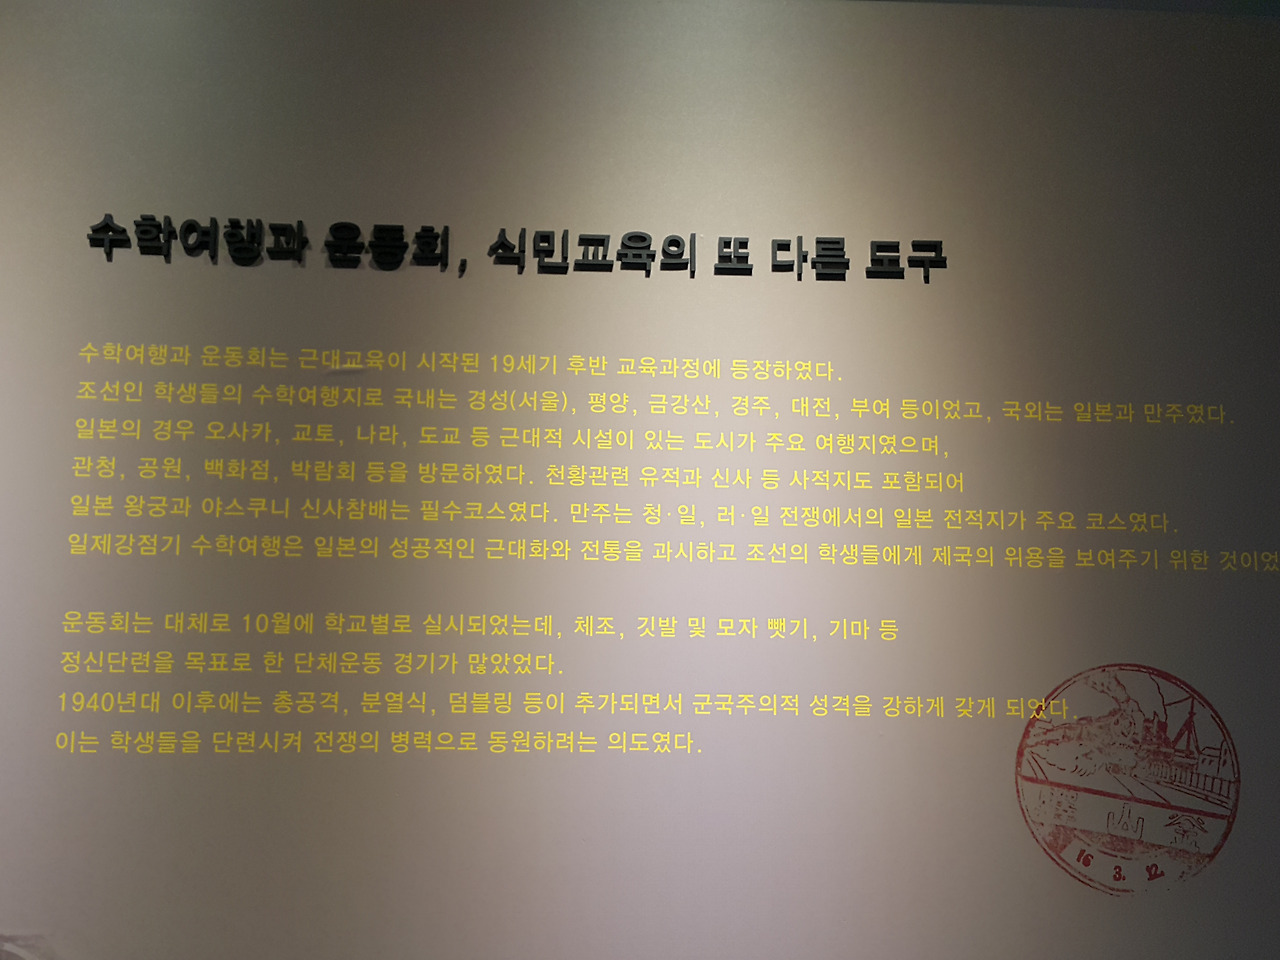 수학여행과 운동회, 식민교육의 또 다른 도구
수학여행과 운동회는 근대교육이 시작된 19세기 후반 교육과정에 등장하였다.
조선인 학생들의 수학여행지로 국내는 경성(서울), 평양, 금강산, 경주, 대전, 부여 등이었고, 국외는 일본과 만주였다.
일본의 경우 오사카, 교토, 나라, 도쿄 등 근대적 시설이 있는 도시가 주요 여행지였으며,
관청, 공원, 백화점, 박람회 등을 방문하였다. 천황관련 유적과 신사 등 사적지도 포함되어
일본 왕궁과 야스쿠니 신사참배는 필수코스였다. 만주는 청·일, 러·일 전쟁에서의 일본 전적지가 주요 코스였다.
일제강점기 수학여행은 일본의 성공적인 근대화와 전통을 과시하고 조선의 학생들에게 제국의 위용을 보여주기 위한 것이었
운동회는 대체로 10월에 학교별로 실시되었는데, 체조, 깃발 및 모자 뺏기, 기마 등
정신단련을 목표로 한 단체운동 경기가 많았었다.
1940년대 이후에는 총공격, 분열식, 덤블링 등이 추가되면서 군국주의적 성격을 강하게 갖게 되었다.
이는 학생들을 단련시켜 전쟁의 병력으로 동원하려는 의도였다.
山 金
16 3. 12